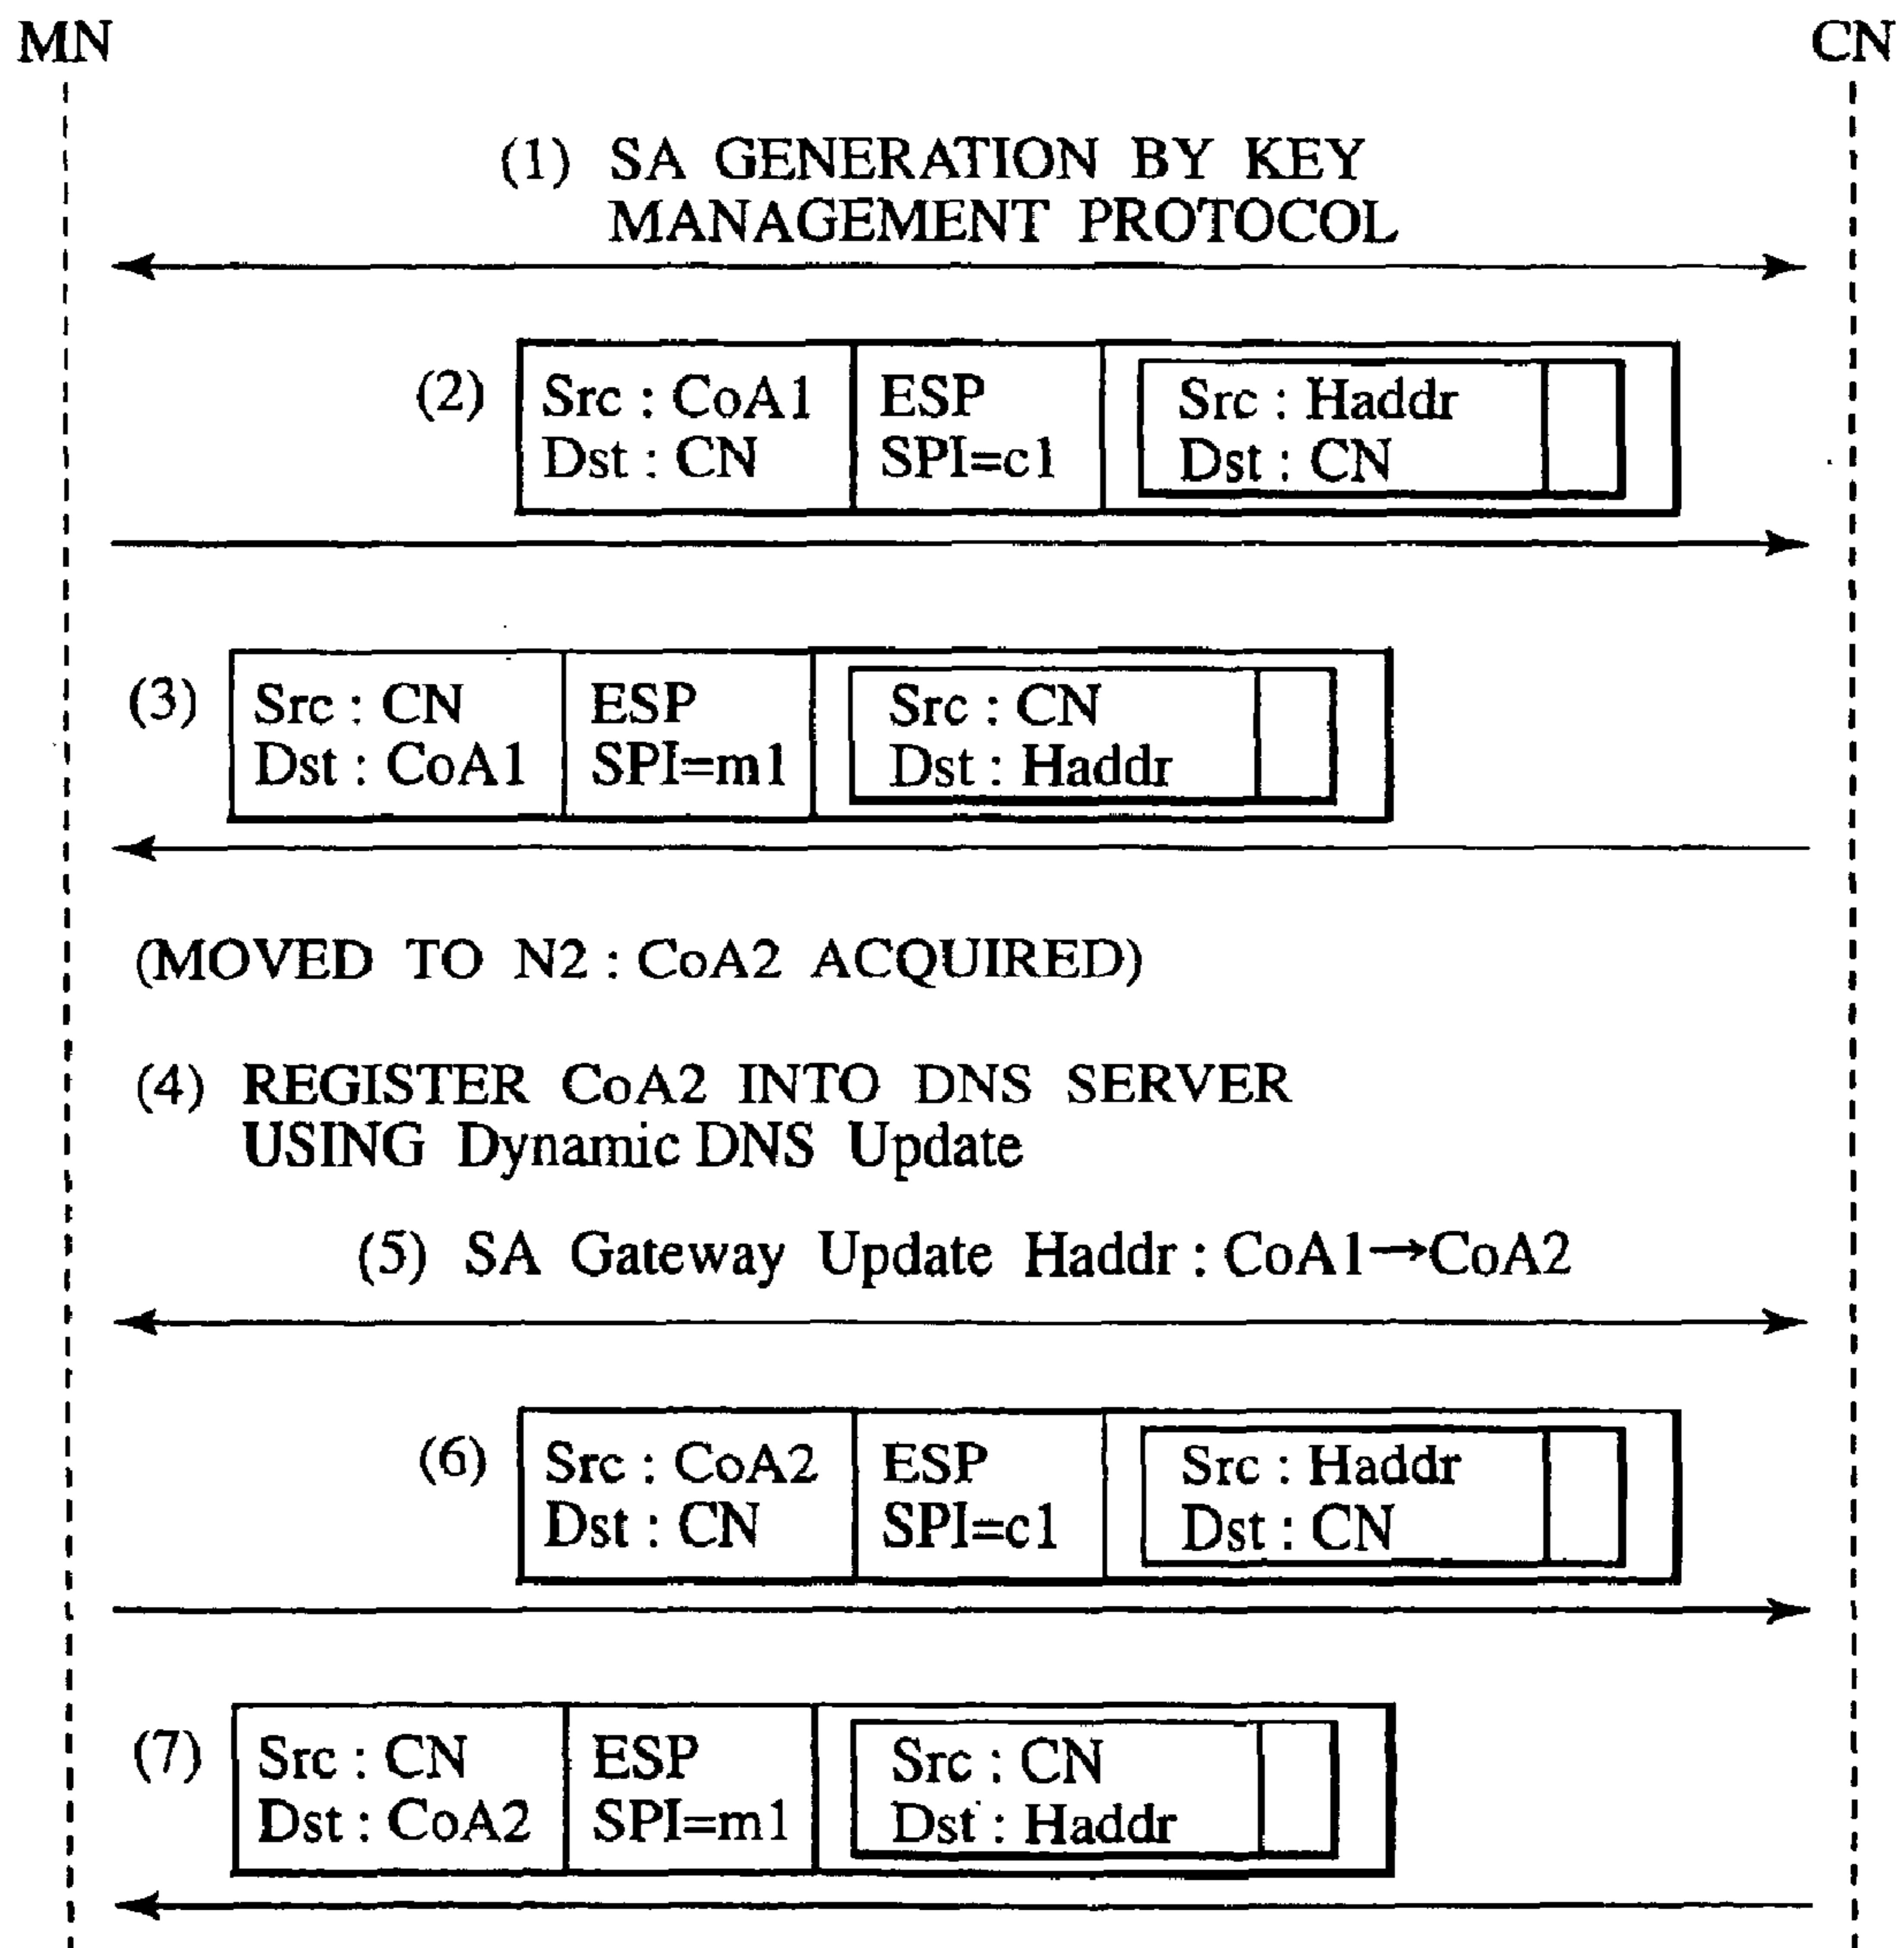 MN
CN
(1) SA GENERATION BY KEY
MANAGEMENT PROTOCOL
(2)
Src : CoA1
Dst : CN
ESP
SPI=c1
Src : Haddr
Dst : CN
(3)
Src : CN
Dst : CoA1
ESP
SPI=m1
Src : CN
Dst : Haddr
(MOVED TO N2 : CoA2 ACQUIRED)
(4) REGISTER CoA2 INTO DNS SERVER
USING Dynamic DNS Update
(5) SA Gateway Update Haddr : CoA1→CoA2
(6)
Src : CoA2
Dst : CN
ESP
SPI=c1
Src : Haddr
Dst : CN
(7)
Src : CN
Dst : CoA2
ESP
SPI=m1
Src : CN
Dst : Haddr